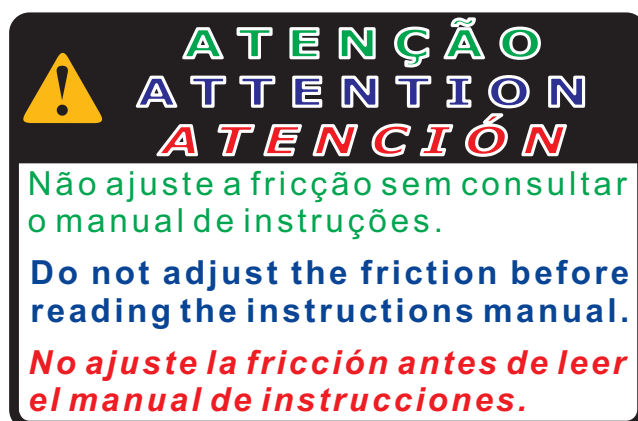 ATENÇÃO
ATTENTION
ATENCIÓN
Não ajuste a fricção sem consultar
o manual de instruções.
Do not adjust the friction before
reading the instructions manual.
No ajuste la fricción antes de leer
el manual de instrucciones.